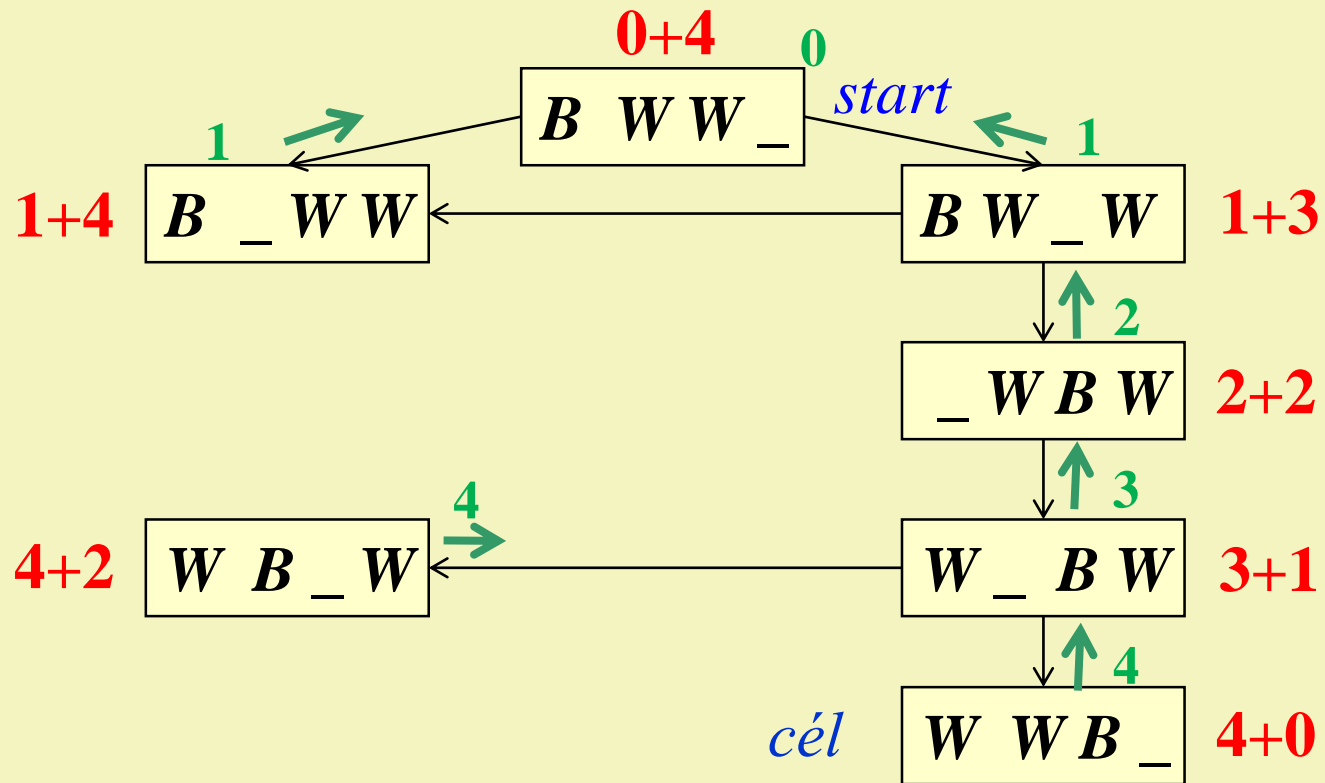 0+4
0
B W W _
start
1
1
1+4
B _ W W
B W _ W
1+3
2
_ W B W
2+2
3
4
4+2
W B _ W
W _ B W
3+1
4
cél
W W B _
4+0